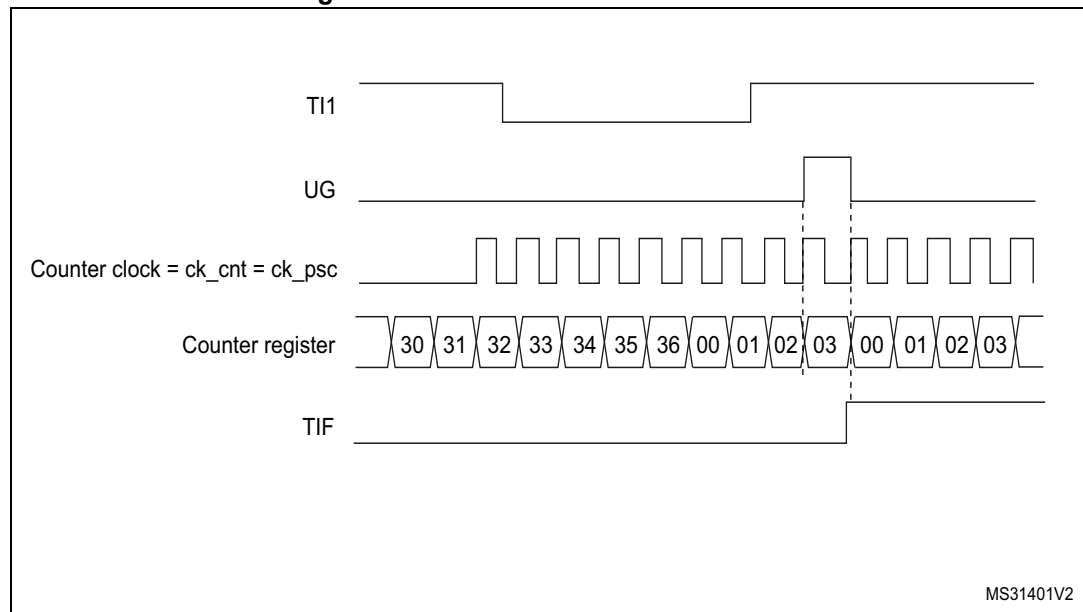 TI1
UG
Counter clock = ck_cnt = ck_psc
Counter register 30 31 32 33 34 35 36 00 01 02 03 00 01 02 03
TIF
MS31401V2